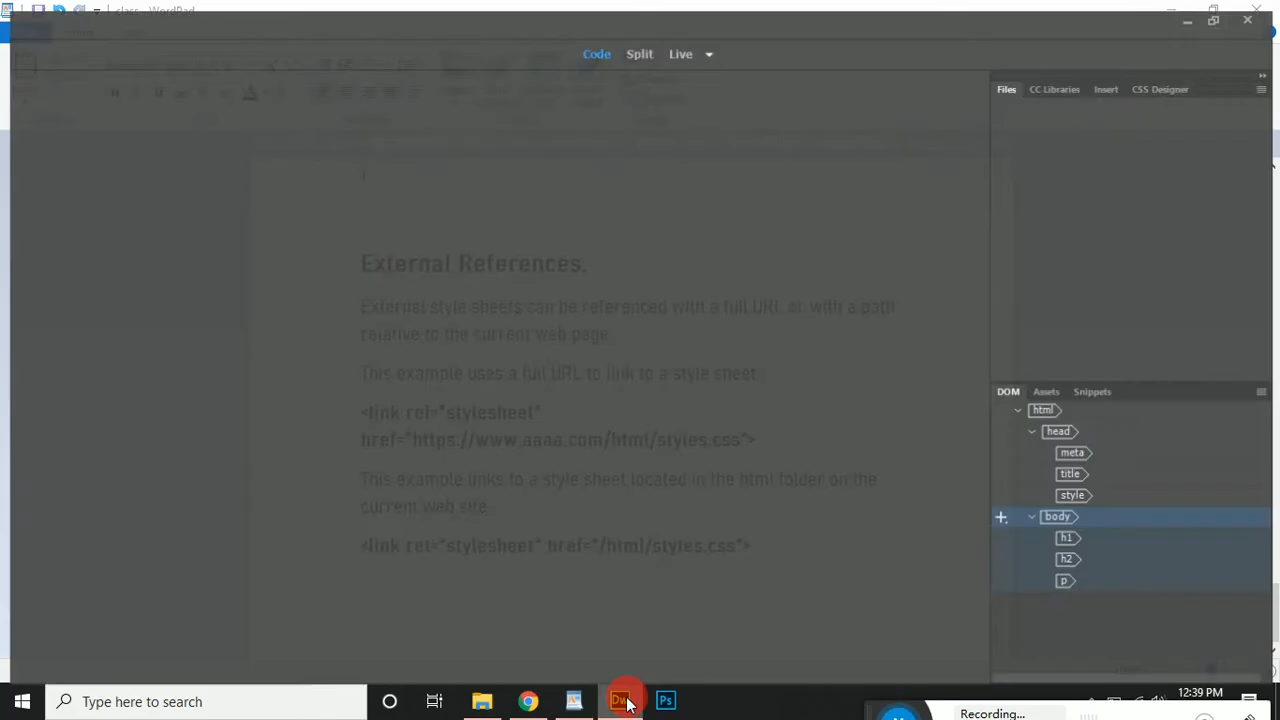 class - WordPad
Code Split Live
Files CC Libraries Insert CSS Designer
External References.
External style sheets can be referenced with a full URL or with a path
relative to the current web page.
This example uses a full URL to link to a style sheet:
<link rel="stylesheet"
href="https://www.aaaa.com/html/styles.css">
This example links to a style sheet located in the html folder on the
current web site:
<link rel="stylesheet" href="/html/styles.css">
DOM Assets Snippets
html
head
meta
title
style
body
h1
h2
p
Type here to search
Dw
Ps
12:39 PM
Recording...